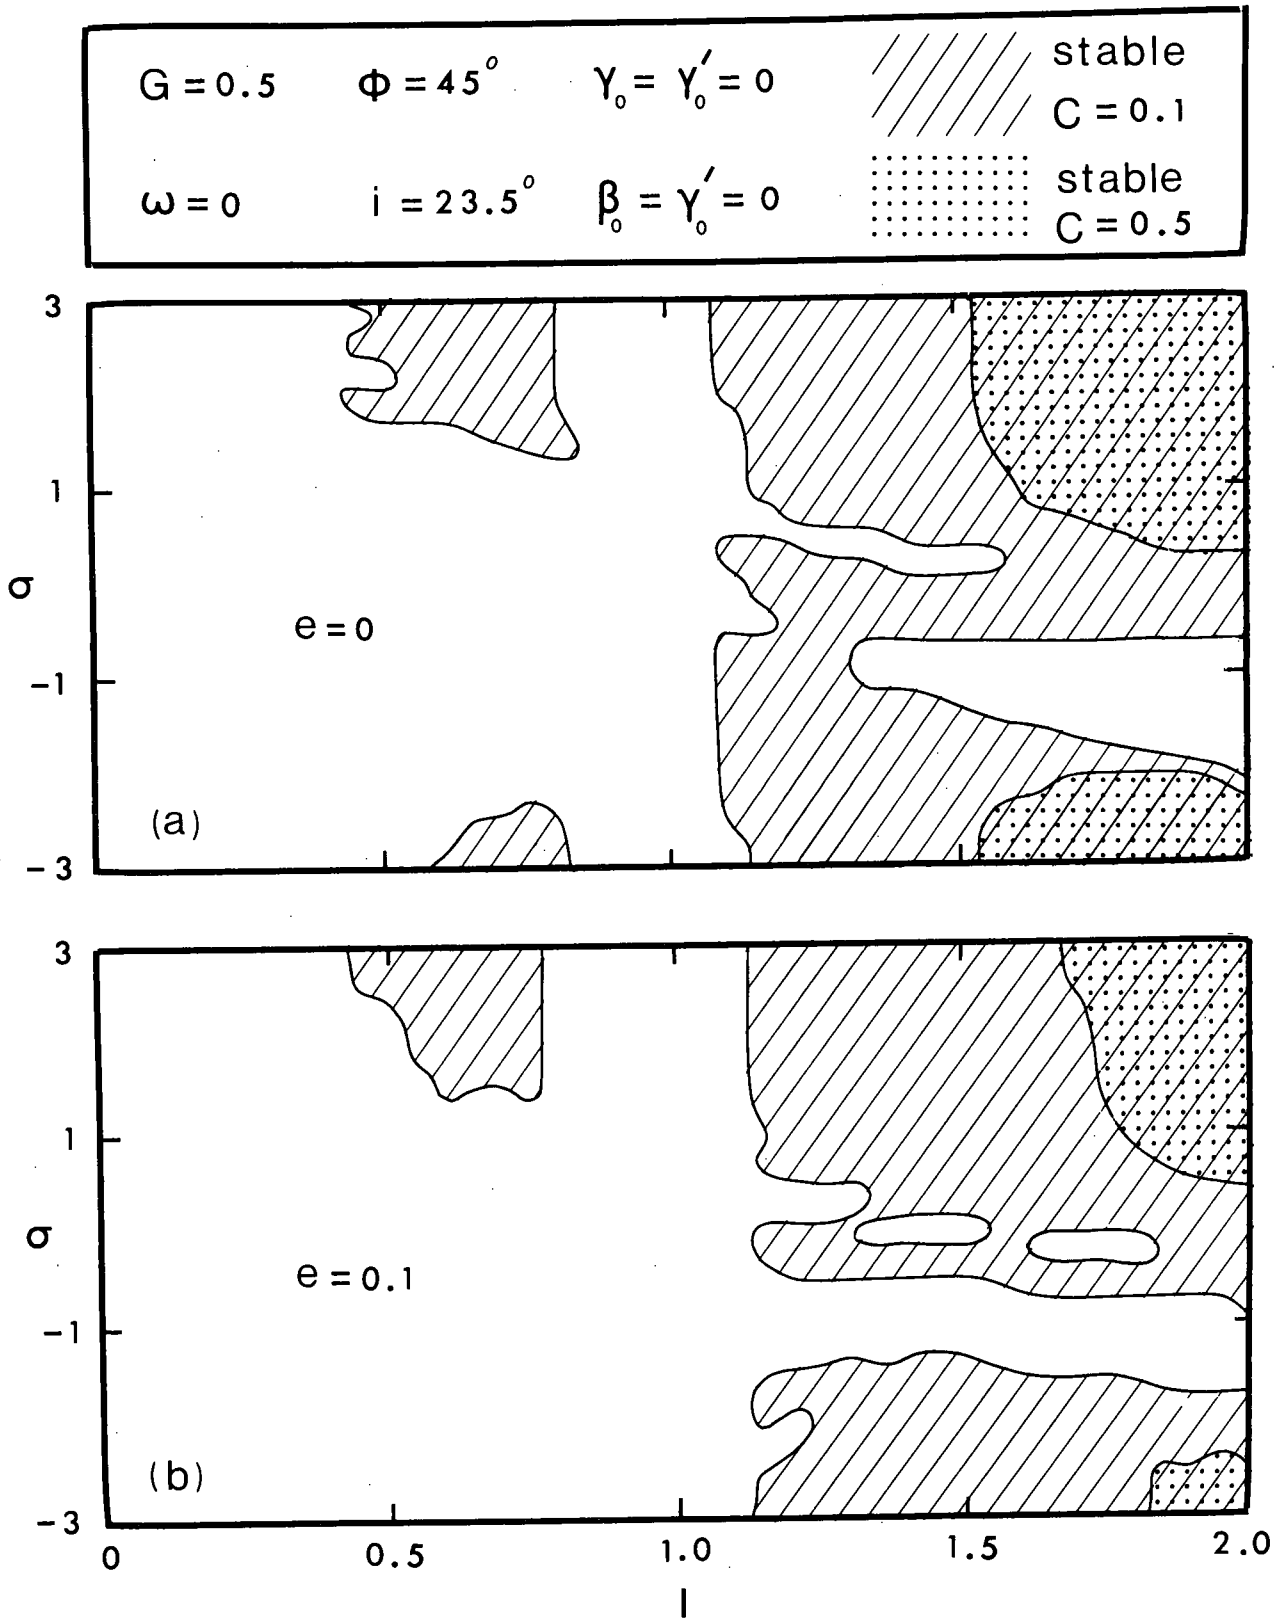 G = 0.5 Φ = 45° γ₀ = γ₀′ = 0 stable
C = 0.1
ω = 0 i = 23.5° β₀ = γ₀′ = 0 stable
C = 0.5
3
1
σ
e = 0
-1
(a)
-3
3
1
σ
e = 0.1
-1
(b)
-3
0 0.5 1.0 1.5 2.0
I